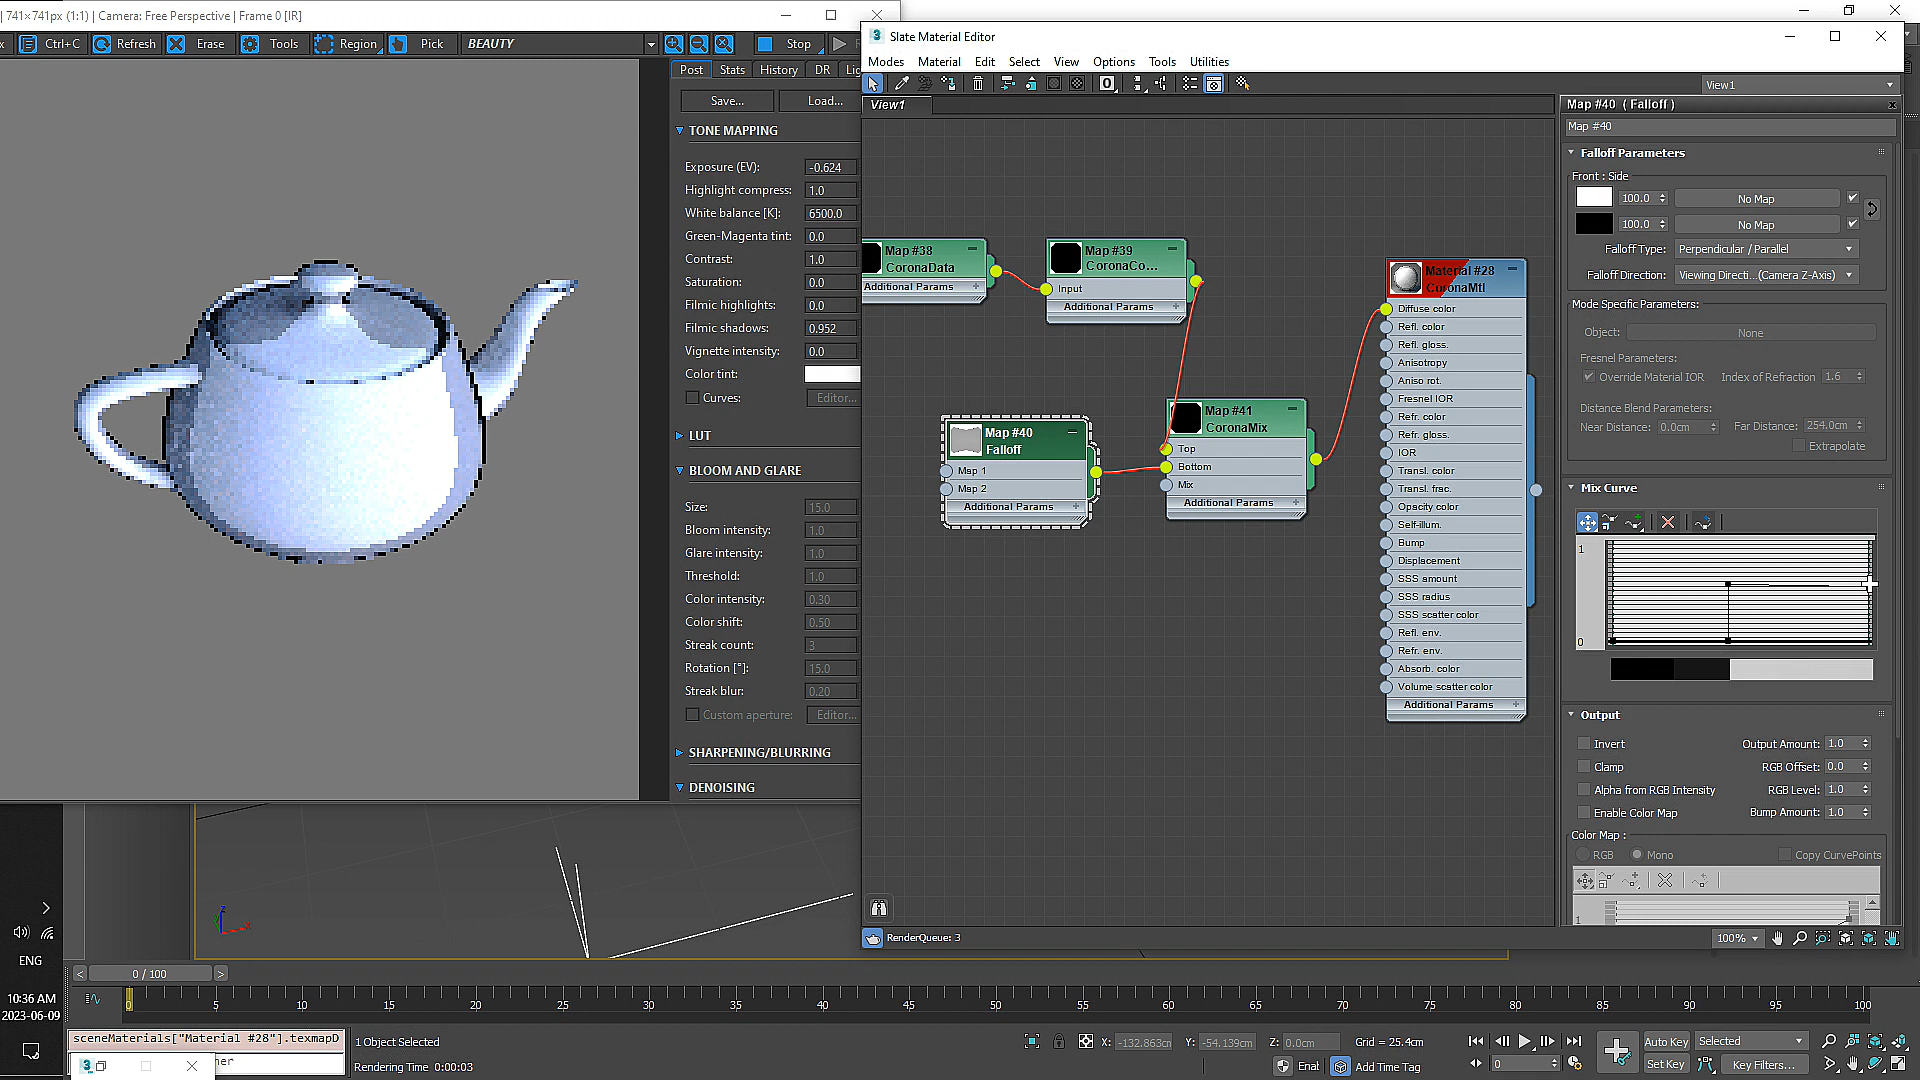 | 741×741px (1:1) | Camera: Free Perspective | Frame 0 [IR]
Ctrl+C Refresh Erase Tools Region Pick BEAUTY Stop
Post Stats History DR
Save... Load...
TONE MAPPING
Exposure (EV): -0.624
Highlight compress: 1.0
White balance [K]: 6500.0
Green-Magenta tint: 0.0
Contrast: 1.0
Saturation: 0.0
Filmic highlights: 0.0
Filmic shadows: 0.952
Vignette intensity: 0.0
Color tint:
Curves: Editor...
LUT
BLOOM AND GLARE
Size: 15.0
Bloom intensity: 1.0
Glare intensity: 1.0
Threshold: 1.0
Color intensity: 0.30
Color shift: 0.50
Streak count: 3
Rotation [°]: 15.0
Streak blur: 0.20
Custom aperture: Editor...
SHARPENING/BLURRING
DENOISING
3 Slate Material Editor
Modes Material Edit Select View Options Tools Utilities
View1
View1
Map #38
CoronaData
Additional Params +
Map #39
CoronaCo...
Input
Additional Params +
Map #40
Falloff
Map 1
Map 2
Additional Params +
Map #41
CoronaMix
Top
Bottom
Mix
Additional Params +
Material #28
CoronaMtl
Diffuse color
Refl. color
Refl. gloss.
Anisotropy
Aniso rot.
Fresnel IOR
Refr. color
Refr. gloss.
IOR
Transl. color
Transl. frac.
Opacity color
Self-illum.
Bump
Displacement
SSS amount
SSS radius
SSS scatter color
Refl. env.
Refr. env.
Absorb. color
Volume scatter color
Additional Params +
RenderQueue: 3
100%
Map #40 ( Falloff )
Map #40
Falloff Parameters
Front : Side
100.0 No Map
100.0 No Map
Falloff Type: Perpendicular / Parallel
Falloff Direction: Viewing Directi...(Camera Z-Axis)
Mode Specific Parameters:
Object: None
Fresnel Parameters:
Override Material IOR Index of Refraction 1.6
Distance Blend Parameters:
Near Distance: 0.0cm Far Distance: 254.0cm
Extrapolate
Mix Curve
1
0
Output
Invert Output Amount: 1.0
Clamp RGB Offset: 0.0
Alpha from RGB Intensity RGB Level: 1.0
Enable Color Map Bump Amount: 1.0
Color Map :
RGB Mono Copy CurvePoints
1
ENG
10:36 AM
2023-06-09
z
x
< 0 / 100 >
0 5 10 15 20 25 30 35 40 45 50 55 60 65 70 75 80 85 90 95 100
sceneMaterials["Material #28"].texmapD
1 Object Selected
Rendering Time 0:00:03
X: -132.863cm Y: -54.139cm Z: 0.0cm Grid = 25.4cm
Add Time Tag
0
Auto Key Selected
Set Key Key Filters...